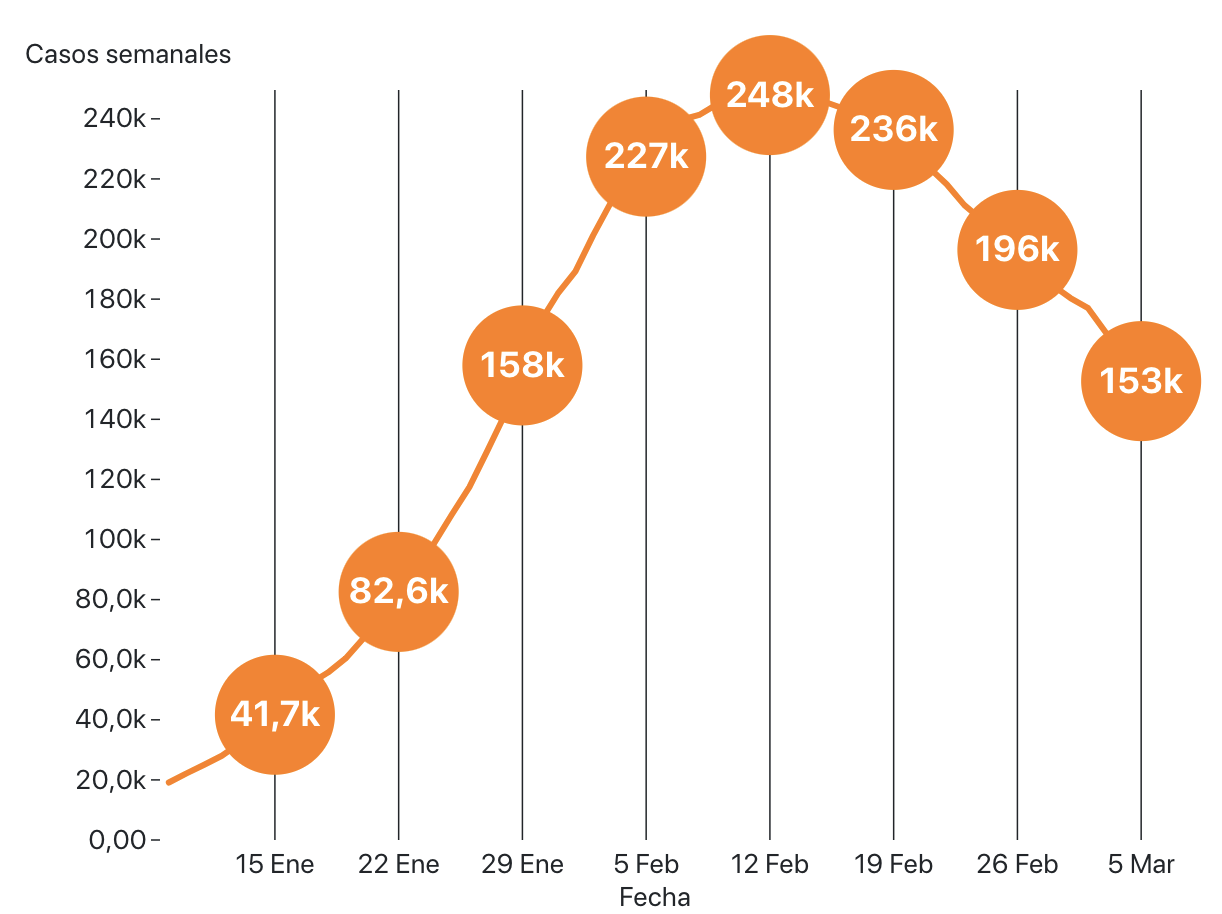 Casos semanales
240k
220k
200k
180k
160k
140k
120k
100k
80,0k
60,0k
40,0k
20,0k
0,00
41,7k
82,6k
158k
227k
248k
236k
196k
153k
15 Ene
22 Ene
29 Ene
5 Feb
12 Feb
19 Feb
26 Feb
5 Mar
Fecha